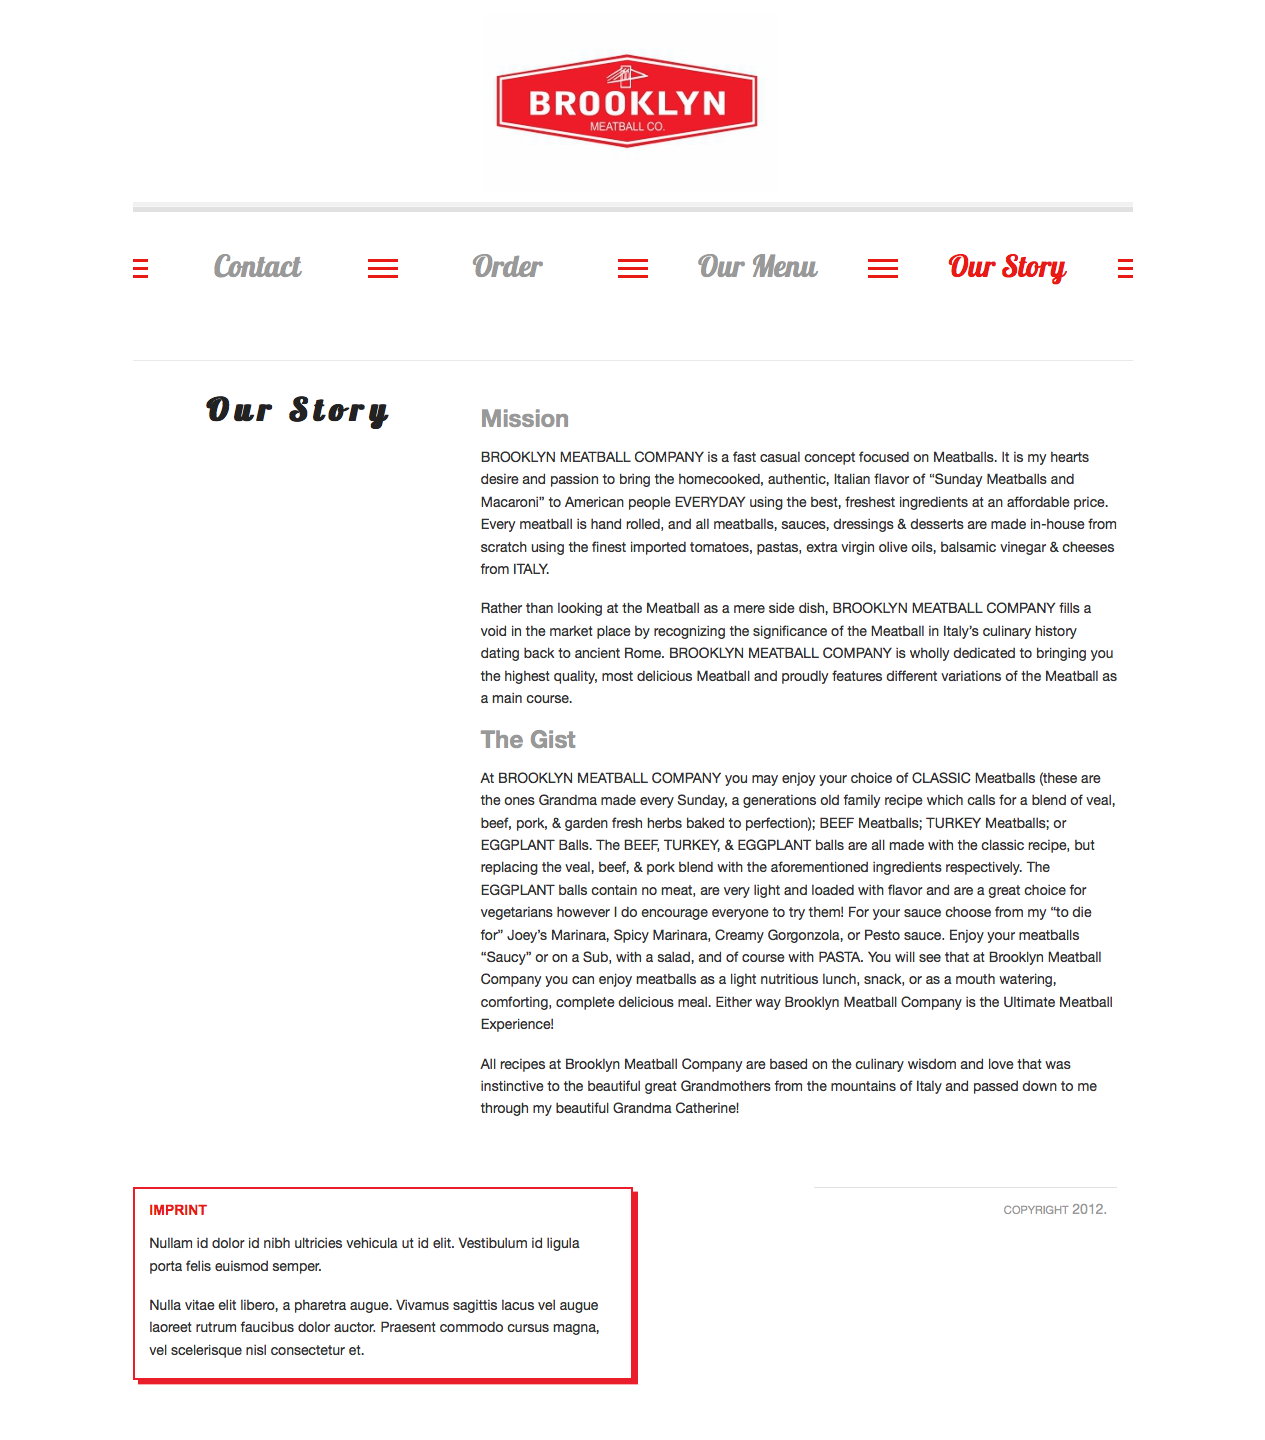 BROOKLYN
MEATBALL CO.
Contact
Order
Our Menu
Our Story
Our Story
Mission
BROOKLYN MEATBALL COMPANY is a fast casual concept focused on Meatballs. It is my hearts
desire and passion to bring the homecooked, authentic, Italian flavor of “Sunday Meatballs and
Macaroni” to American people EVERYDAY using the best, freshest ingredients at an affordable price.
Every meatball is hand rolled, and all meatballs, sauces, dressings & desserts are made in-house from
scratch using the finest imported tomatoes, pastas, extra virgin olive oils, balsamic vinegar & cheeses
from ITALY.
Rather than looking at the Meatball as a mere side dish, BROOKLYN MEATBALL COMPANY fills a
void in the market place by recognizing the significance of the Meatball in Italy’s culinary history
dating back to ancient Rome. BROOKLYN MEATBALL COMPANY is wholly dedicated to bringing you
the highest quality, most delicious Meatball and proudly features different variations of the Meatball as
a main course.
The Gist
At BROOKLYN MEATBALL COMPANY you may enjoy your choice of CLASSIC Meatballs (these are
the ones Grandma made every Sunday, a generations old family recipe which calls for a blend of veal,
beef, pork, & garden fresh herbs baked to perfection); BEEF Meatballs; TURKEY Meatballs; or
EGGPLANT Balls. The BEEF, TURKEY, & EGGPLANT balls are all made with the classic recipe, but
replacing the veal, beef, & pork blend with the aforementioned ingredients respectively. The
EGGPLANT balls contain no meat, are very light and loaded with flavor and are a great choice for
vegetarians however I do encourage everyone to try them! For your sauce choose from my “to die
for” Joey’s Marinara, Spicy Marinara, Creamy Gorgonzola, or Pesto sauce. Enjoy your meatballs
“Saucy” or on a Sub, with a salad, and of course with PASTA. You will see that at Brooklyn Meatball
Company you can enjoy meatballs as a light nutritious lunch, snack, or as a mouth watering,
comforting, complete delicious meal. Either way Brooklyn Meatball Company is the Ultimate Meatball
Experience!
All recipes at Brooklyn Meatball Company are based on the culinary wisdom and love that was
instinctive to the beautiful great Grandmothers from the mountains of Italy and passed down to me
through my beautiful Grandma Catherine!
IMPRINT
Nullam id dolor id nibh ultricies vehicula ut id elit. Vestibulum id ligula
porta felis euismod semper.
Nulla vitae elit libero, a pharetra augue. Vivamus sagittis lacus vel augue
laoreet rutrum faucibus dolor auctor. Praesent commodo cursus magna,
vel scelerisque nisl consectetur et.
COPYRIGHT 2012.